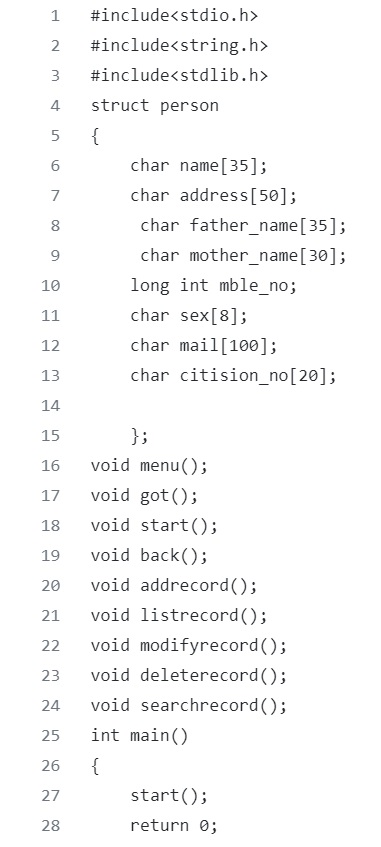 1 #include<stdio.h>
2 #include<string.h>
3 #include<stdlib.h>
4 struct person
5 {
6     char name[35];
7     char address[50];
8      char father_name[35];
9      char mother_name[30];
10     long int mble_no;
11     char sex[8];
12     char mail[100];
13     char citision_no[20];
14
15     };
16 void menu();
17 void got();
18 void start();
19 void back();
20 void addrecord();
21 void listrecord();
22 void modifyrecord();
23 void deleterecord();
24 void searchrecord();
25 int main()
26 {
27     start();
28     return 0;